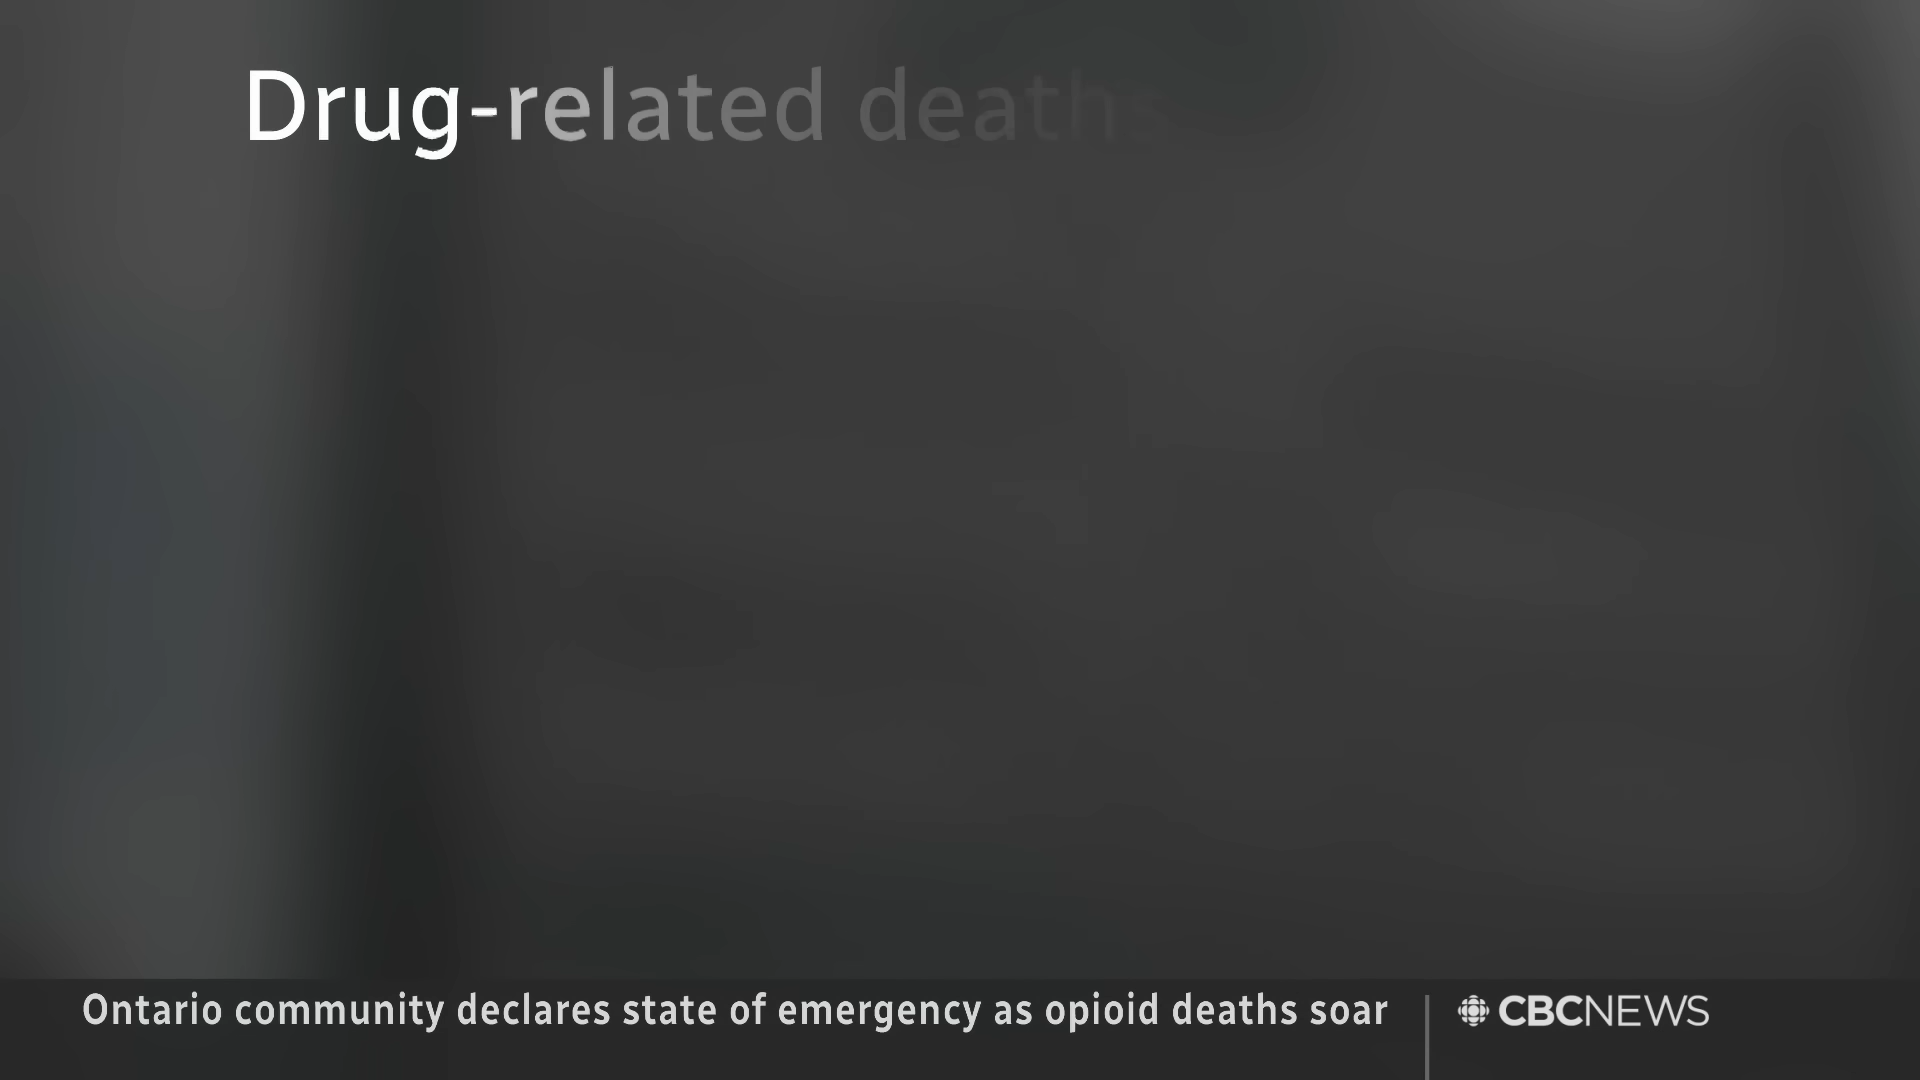 Drug-related deaths
Ontario community declares state of emergency as opioid deaths soar
CBCNEWS